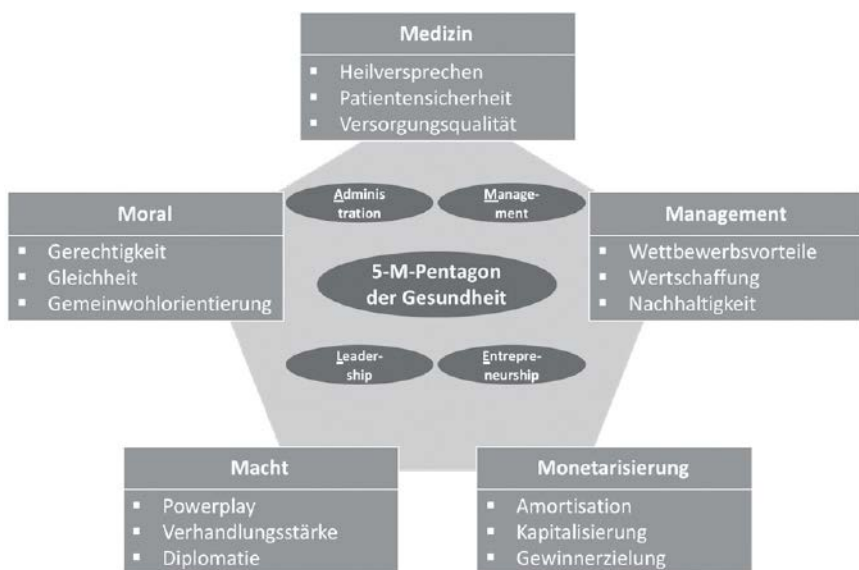 Medizin
▪ Heilversprechen
▪ Patientensicherheit
▪ Versorgungsqualität
Moral
▪ Gerechtigkeit
▪ Gleichheit
▪ Gemeinwohlorientierung
Adminis
tration
Manage-
ment
5-M-Pentagon
der Gesundheit
Leader-
ship
Entrepre-
neurship
Management
▪ Wettbewerbsvorteile
▪ Wertschaffung
▪ Nachhaltigkeit
Macht
▪ Powerplay
▪ Verhandlungsstärke
▪ Diplomatie
Monetarisierung
▪ Amortisation
▪ Kapitalisierung
▪ Gewinnerzielung